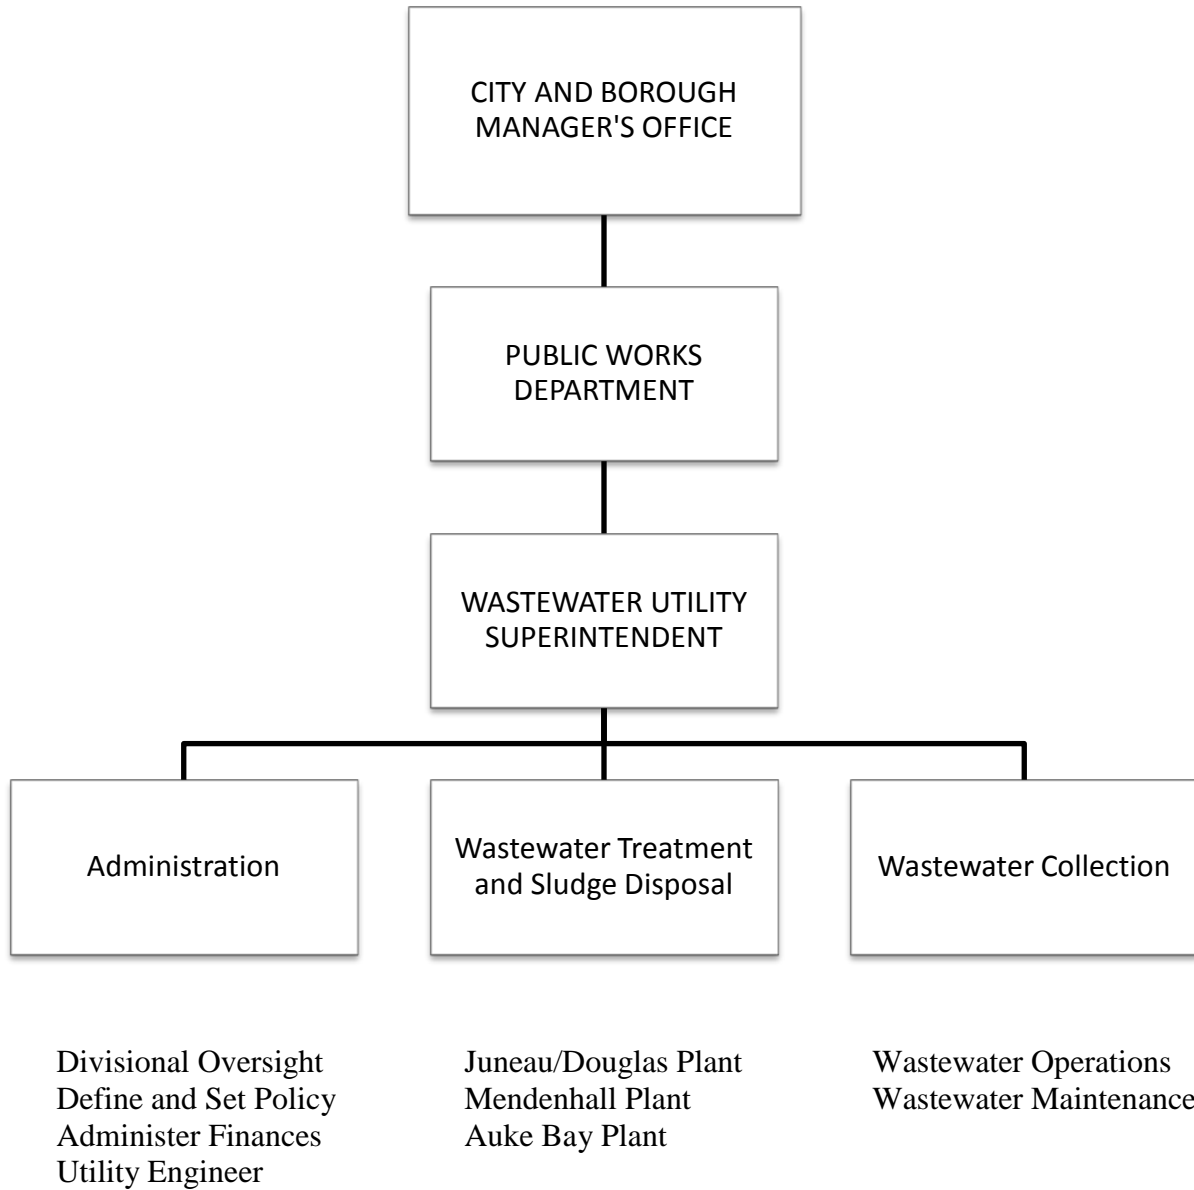 CITY AND BOROUGH
MANAGER'S OFFICE
PUBLIC WORKS
DEPARTMENT
WASTEWATER UTILITY
SUPERINTENDENT
Administration
Wastewater Treatment
and Sludge Disposal
Wastewater Collection
Divisional Oversight
Define and Set Policy
Administer Finances
Utility Engineer
Juneau/Douglas Plant
Mendenhall Plant
Auke Bay Plant
Wastewater Operations
Wastewater Maintenance